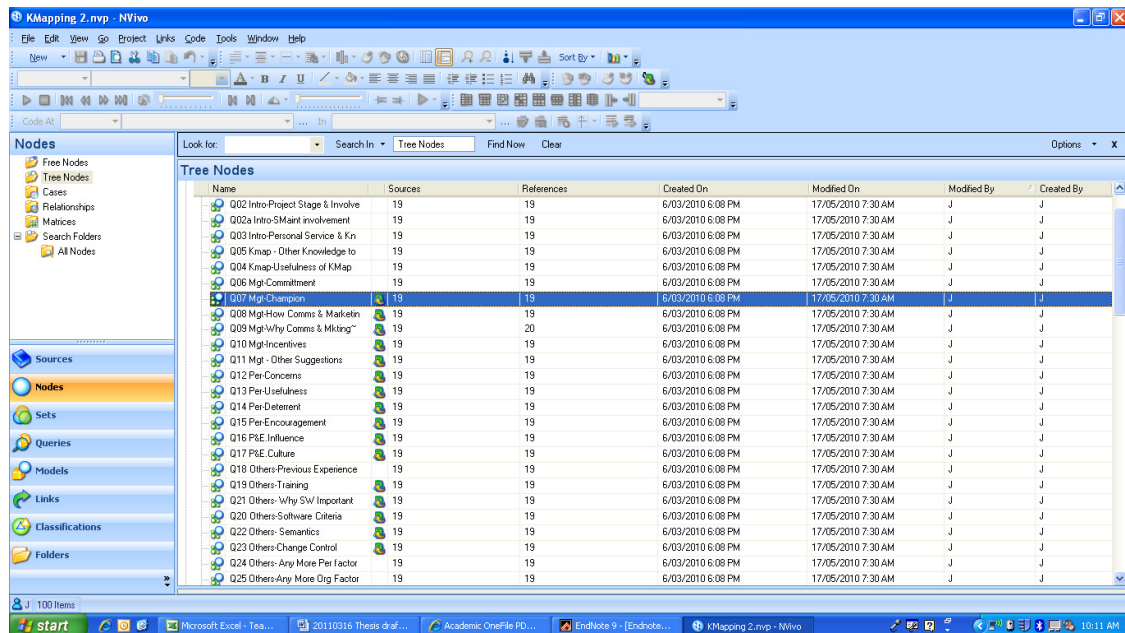 KMapping 2.nvp - NVivo
File Edit View Go Project Links Code Tools Window Help
New Sort By
A B I U
Code At ... In ...
Nodes
Free Nodes
Tree Nodes
Cases
Relationships
Matrices
Search Folders
All Nodes
Sources
Nodes
Sets
Queries
Models
Links
Classifications
Folders
Look for: Search In Tree Nodes Find Now Clear Options x
Tree Nodes
Name Sources References Created On Modified On Modified By Created By
Q02 Intro-Project Stage & Involve 19 19 6/03/2010 6:08 PM 17/05/2010 7:30 AM J J
Q02a Intro-SMaint involvement 19 19 6/03/2010 6:08 PM 17/05/2010 7:30 AM J J
Q03 Intro-Personal Service & Kn 19 19 6/03/2010 6:08 PM 17/05/2010 7:30 AM J J
Q05 Kmap - Other Knowledge to 19 19 6/03/2010 6:08 PM 17/05/2010 7:30 AM J J
Q04 Kmap-Usefulness of KMap 19 19 6/03/2010 6:08 PM 17/05/2010 7:30 AM J J
Q06 Mgt-Committment 19 19 6/03/2010 6:08 PM 17/05/2010 7:30 AM J J
Q07 Mgt-Champion 19 19 6/03/2010 6:08 PM 17/05/2010 7:30 AM J J
Q08 Mgt-How Comms & Marketin 19 19 6/03/2010 6:08 PM 17/05/2010 7:30 AM J J
Q09 Mgt-Why Comms & Mkting~ 19 20 6/03/2010 6:08 PM 17/05/2010 7:30 AM J J
Q10 Mgt-Incentives 19 19 6/03/2010 6:08 PM 17/05/2010 7:30 AM J J
Q11 Mgt - Other Suggestions 19 19 6/03/2010 6:08 PM 17/05/2010 7:30 AM J J
Q12 Per-Concerns 19 19 6/03/2010 6:08 PM 17/05/2010 7:30 AM J J
Q13 Per-Usefulness 19 19 6/03/2010 6:08 PM 17/05/2010 7:30 AM J J
Q14 Per-Deterrent 19 19 6/03/2010 6:08 PM 17/05/2010 7:30 AM J J
Q15 Per-Encouragement 19 19 6/03/2010 6:08 PM 17/05/2010 7:30 AM J J
Q16 P&E.Influence 19 19 6/03/2010 6:08 PM 17/05/2010 7:30 AM J J
Q17 P&E.Culture 19 19 6/03/2010 6:08 PM 17/05/2010 7:30 AM J J
Q18 Others-Previous Experience 19 19 6/03/2010 6:08 PM 17/05/2010 7:30 AM J J
Q19 Others-Training 19 19 6/03/2010 6:08 PM 17/05/2010 7:30 AM J J
Q21 Others- Why SW Important 19 19 6/03/2010 6:08 PM 17/05/2010 7:30 AM J J
Q20 Others-Software Criteria 19 19 6/03/2010 6:08 PM 17/05/2010 7:30 AM J J
Q22 Others- Semantics 19 19 6/03/2010 6:08 PM 17/05/2010 7:30 AM J J
Q23 Others-Change Control 19 19 6/03/2010 6:08 PM 17/05/2010 7:30 AM J J
Q24 Others- Any More Per factor 19 19 6/03/2010 6:08 PM 17/05/2010 7:30 AM J J
Q25 Others-Any More Org Factor 19 19 6/03/2010 6:08 PM 17/05/2010 7:30 AM J J
J 100 Items
start Microsoft Excel - Tea... 20110316 Thesis draf... Academic OneFile PD... EndNote 9 - [Endnote... KMapping 2.nvp - NVivo 10:11 AM